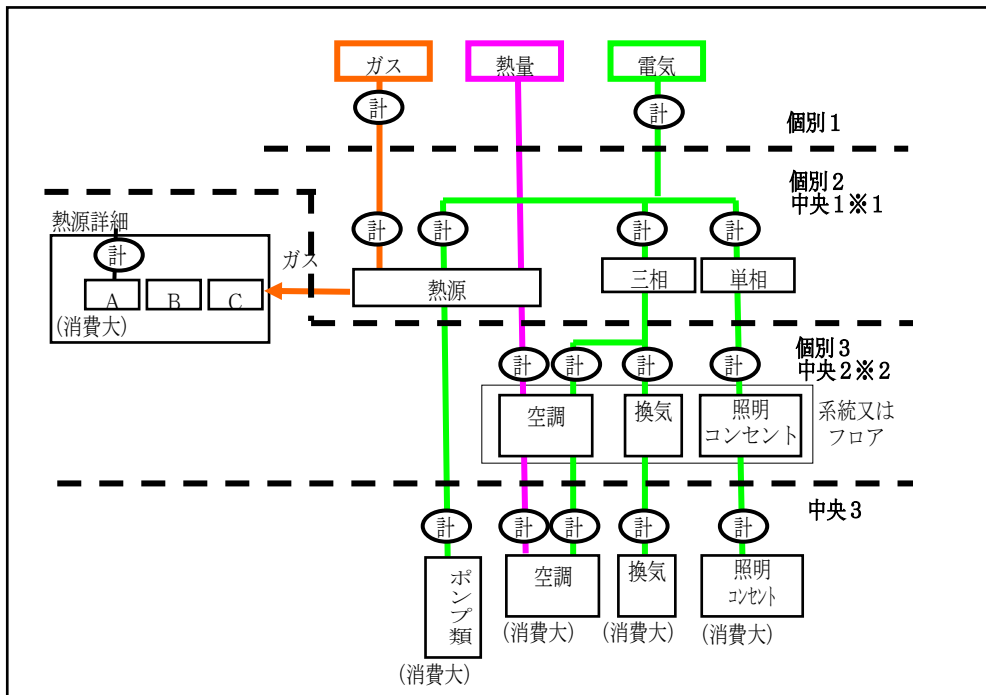 ガス
熱量
電気
計
計
個別1
個別2
中央1※1
熱源詳細
計
計
計
計
計
ガス
熱源
三相
単相
A
B
C
(消費大)
個別3
中央2※2
計
計
計
計
空調
換気
照明
コンセント
系統又は
フロア
中央3
計
計
計
計
計
ポンプ類
空調
換気
照明
コンセント
(消費大)
(消費大)
(消費大)
(消費大)